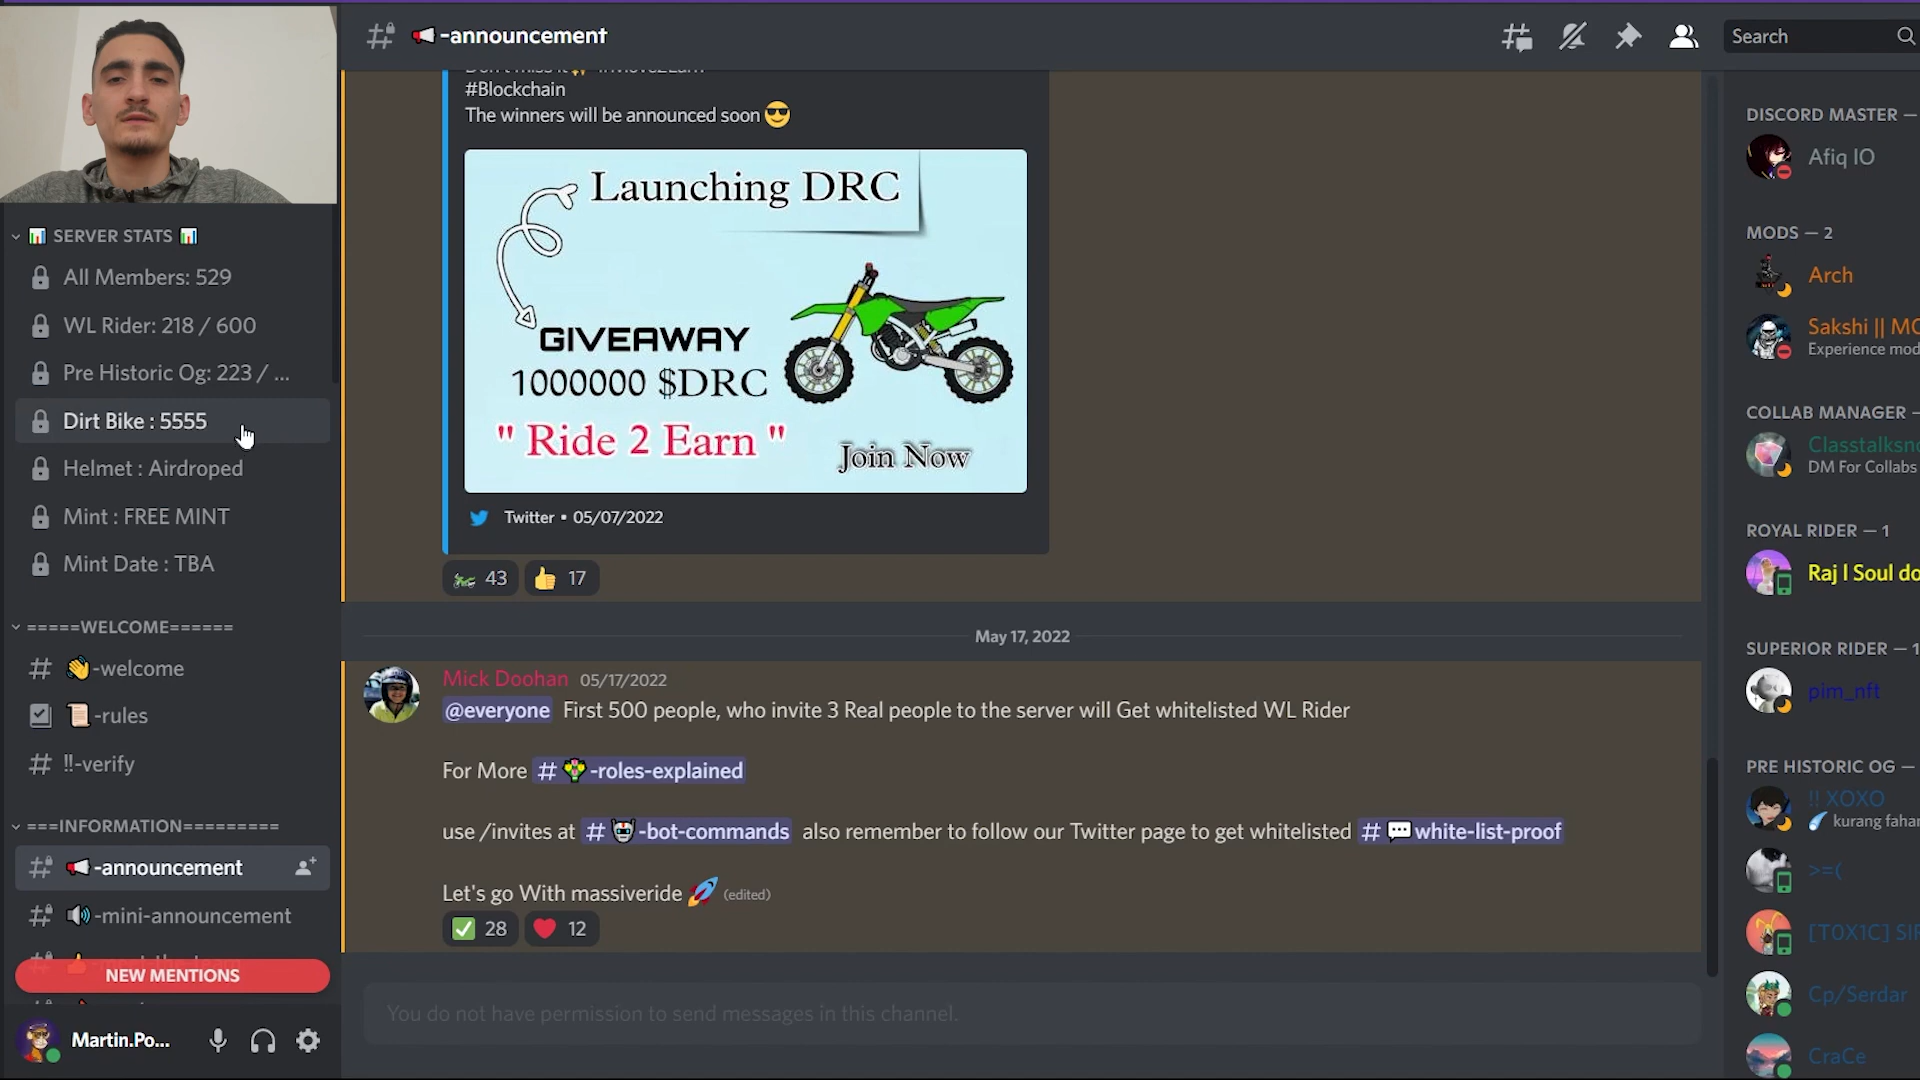 -announcement
Search
SERVER STATS
All Members: 529
WL Rider: 218 / 600
Pre Historic Og: 223 / ...
Dirt Bike : 5555
Helmet : Airdroped
Mint : FREE MINT
Mint Date : TBA
=====WELCOME======
-welcome
-rules
!!-verify
===INFORMATION=========
-announcement
-mini-announcement
NEW MENTIONS
Martin.Po...
#Blockchain
The winners will be announced soon
Launching DRC
GIVEAWAY
1000000 $DRC
" Ride 2 Earn "
Join Now
Twitter • 05/07/2022
43 17
May 17, 2022
Mick Doohan 05/17/2022
@everyone First 500 people, who invite 3 Real people to the server will Get whitelisted WL Rider
For More # -roles-explained
use /invites at # -bot-commands also remember to follow our Twitter page to get whitelisted # white-list-proof
Let's go With massiveride (edited)
28 12
You do not have permission to send messages in this channel.
DISCORD MASTER —
Afiq IO
MODS — 2
Arch
Sakshi || MO
Experience mod
COLLAB MANAGER —
Classtalksno
DM For Collabs
ROYAL RIDER — 1
Raj I Soul do
SUPERIOR RIDER — 1
pim_nft
PRE HISTORIC OG —
!! XOXO
kurang faha
>=(
[T0X1C] SI
Cp/Serdar
CraCe